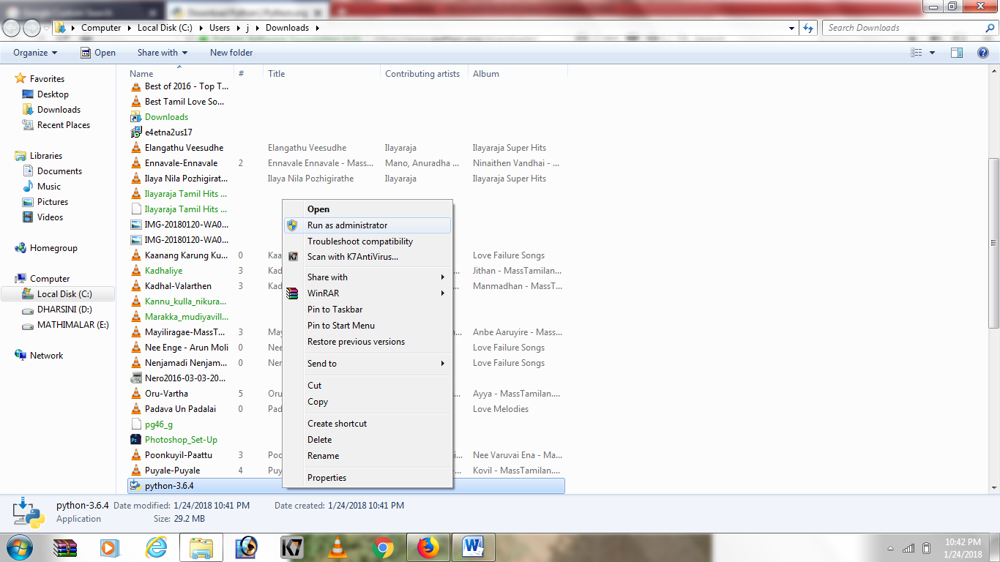 Computer Local Disk (C:) Users j Downloads Search Downloads
Organize Open Share with New folder
Name # Title Contributing artists Album
Favorites
Desktop
Downloads
Recent Places
Libraries
Documents
Music
Pictures
Videos
Homegroup
Computer
Local Disk (C:)
DHARSINI (D:)
MATHIMALAR (E:)
Network
Best of 2016 - Top T...
Best Tamil Love So...
Downloads
e4etna2us17
Elangathu Veesudhe Elangathu Veesudhe Ilayaraja Ilayaraja Super Hits
Ennavale-Ennavale 2 Ennavale Ennavale - Mass... Mano, Anuradha ... Ninaithen Vandhai - ...
Ilaya Nila Pozhigirat... Ilaya Nila Pozhigirathe Ilayaraja Ilayaraja Super Hits
Ilayaraja Tamil Hits ...
Ilayaraja Tamil Hits ...
IMG-20180120-WA0...
IMG-20180120-WA0...
Kaanang Karung Ku... 0 Kaa Love Failure Songs
Kadhaliye 3 Kad Jithan - MassTamilan...
Kadhal-Valarthen 3 Kad Manmadhan - MassT...
Kannu_kulla_nikura...
Marakka_mudiyavill...
Mayiliragae-MassT... 3 May Anbe Aaruyire - Mass...
Nee Enge - Arun Moli 0 Nee Love Failure Songs
Nenjamadi Nenjam... 0 Ner Love Failure Songs
Nero2016-03-03-20...
Oru-Vartha 5 Oru Ayya - MassTamilan....
Padava Un Padalai 0 Pad Love Melodies
pg46_g
Photoshop_Set-Up
Poonkuyil-Paattu 3 Poo Nee Varuvai Ena - Ma...
Puyale-Puyale 4 Puy Kovil - MassTamilan....
python-3.6.4
Open
Run as administrator
Troubleshoot compatibility
Scan with K7AntiVirus...
Share with
WinRAR
Pin to Taskbar
Pin to Start Menu
Restore previous versions
Send to
Cut
Copy
Create shortcut
Delete
Rename
Properties
python-3.6.4 Date modified: 1/24/2018 10:41 PM Date created: 1/24/2018 10:41 PM
Application Size: 29.2 MB
10:42 PM
1/24/2018